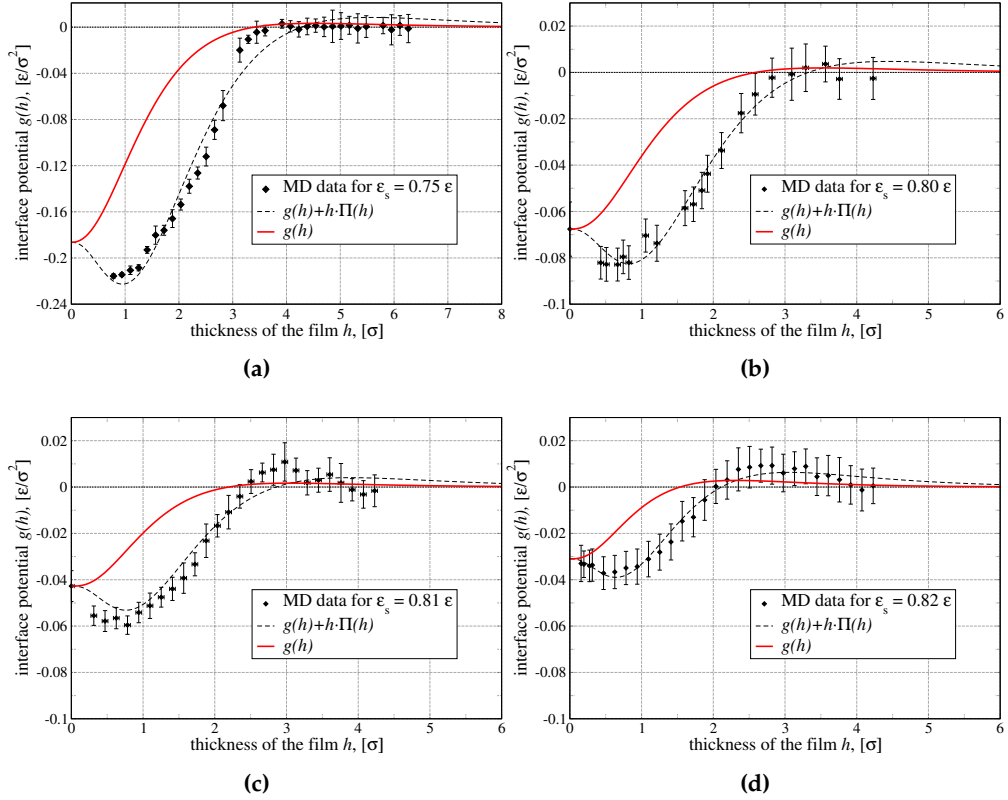 interface potential g(h), [ε/σ²]
0
-0.04
-0.08
-0.12
-0.16
-0.2
-0.24
MD data for εₛ = 0.75 ε
g(h)+h·Π(h)
g(h)
0 1 2 3 4 5 6 7 8
thickness of the film h, [σ]
(a)
interface potential g(h), [ε/σ²]
0.02
0
-0.02
-0.04
-0.06
-0.08
-0.1
MD data for εₛ = 0.80 ε
g(h)+h·Π(h)
g(h)
0 1 2 3 4 5 6
thickness of the film h, [σ]
(b)
interface potential g(h), [ε/σ²]
0.02
0
-0.02
-0.04
-0.06
-0.08
-0.1
MD data for εₛ = 0.81 ε
g(h)+h·Π(h)
g(h)
0 1 2 3 4 5 6
thickness of the film h, [σ]
(c)
interface potential g(h), [ε/σ²]
0.02
0
-0.02
-0.04
-0.06
-0.08
-0.1
MD data for εₛ = 0.82 ε
g(h)+h·Π(h)
g(h)
0 1 2 3 4 5 6
thickness of the film h, [σ]
(d)